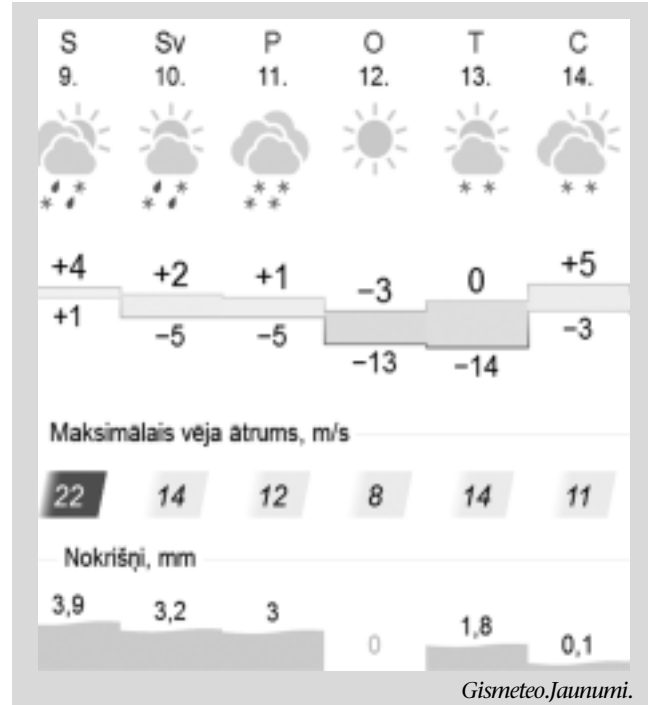 S Sv P O T C
9. 10. 11. 12. 13. 14.
+4 +2 +1 −3 0 +5
+1 −5 −5 −13 −14 −3
Maksimālais vēja ātrums, m/s
22 14 12 8 14 11
Nokrišņi, mm
3,9 3,2 3 0 1,8 0,1
Gismeteo.Jaunumi.